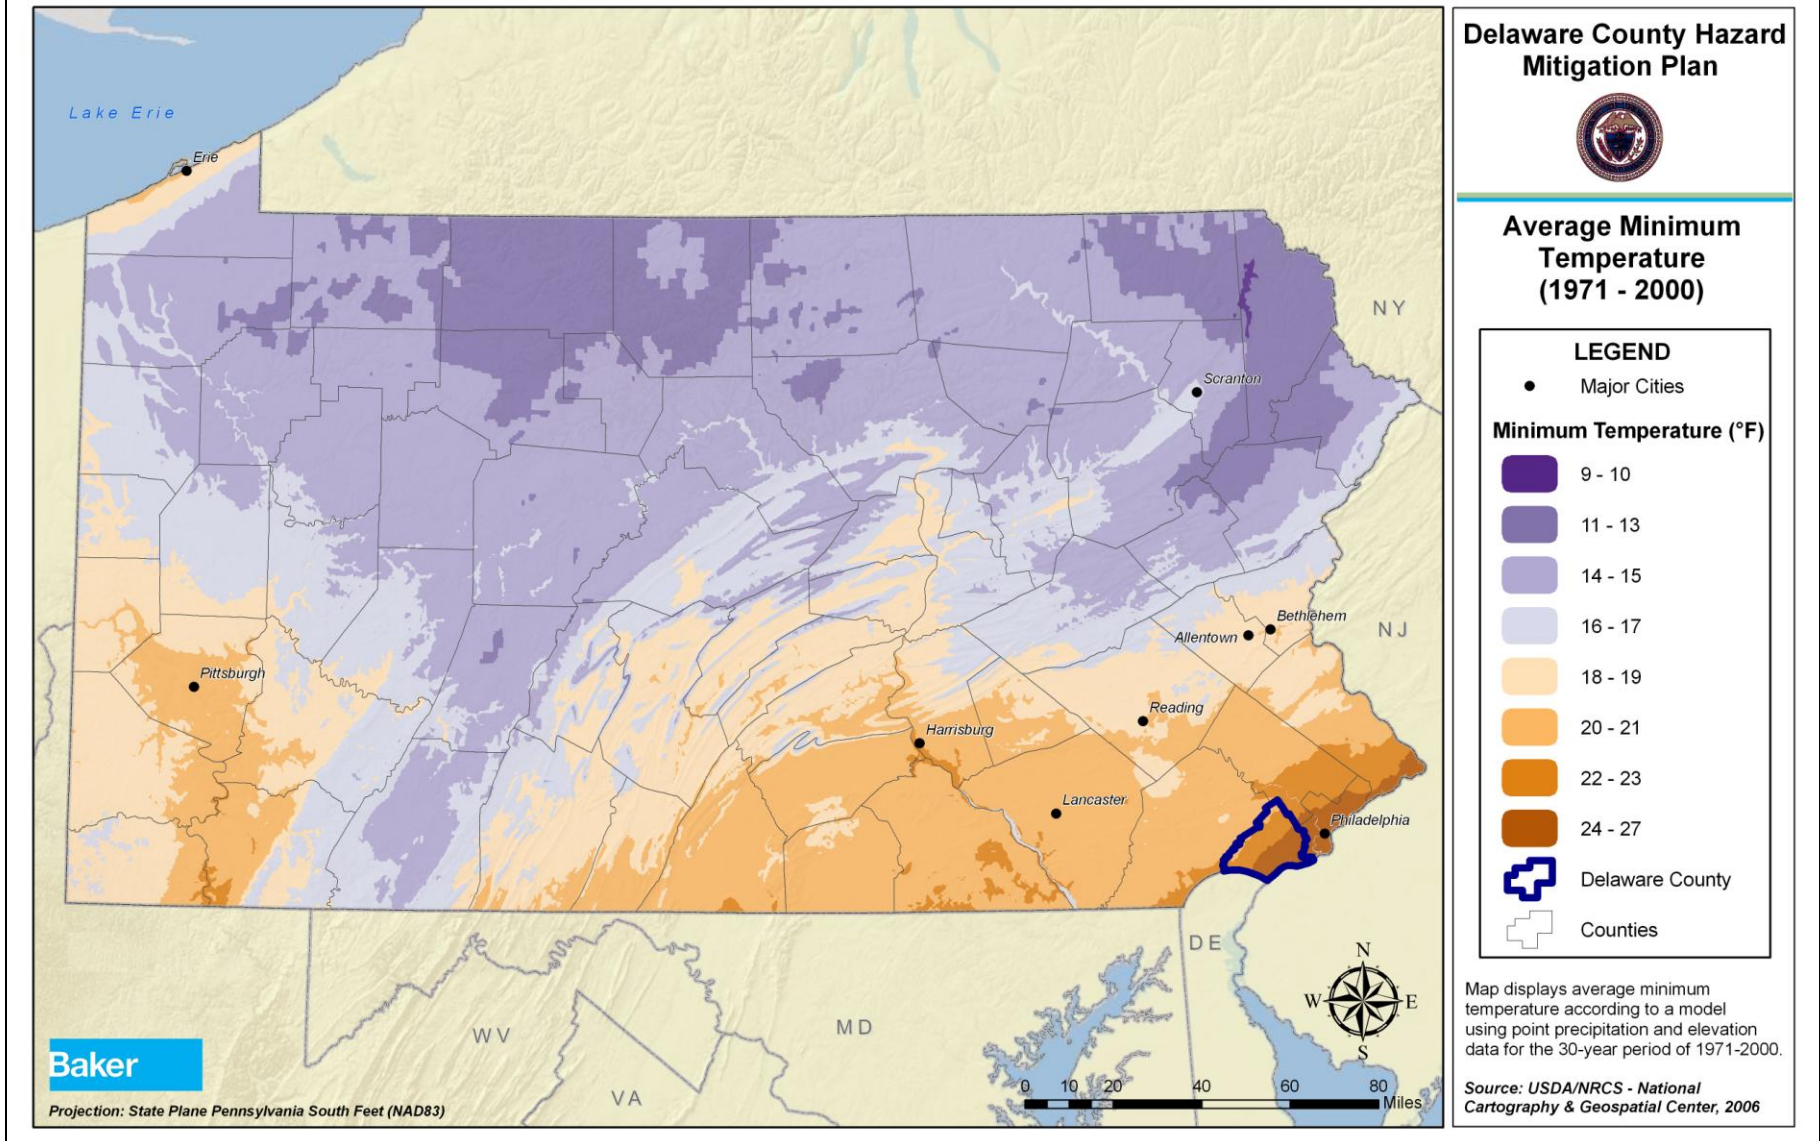 Delaware County Hazard
Mitigation Plan
Average Minimum
Temperature
(1971 - 2000)
LEGEND
Major Cities
Minimum Temperature (°F)
9 - 10
11 - 13
14 - 15
16 - 17
18 - 19
20 - 21
22 - 23
24 - 27
Delaware County
Counties
Map displays average minimum
temperature according to a model
using point precipitation and elevation
data for the 30-year period of 1971-2000.
Source: USDA/NRCS - National
Cartography & Geospatial Center, 2006
Lake Erie
Erie
NY
Scranton
Bethlehem
Allentown
NJ
Pittsburgh
Reading
Harrisburg
Lancaster
Philadelphia
DE
WV
MD
VA
N
W E
S
0 10 20 40 60 80
Miles
Baker
Projection: State Plane Pennsylvania South Feet (NAD83)